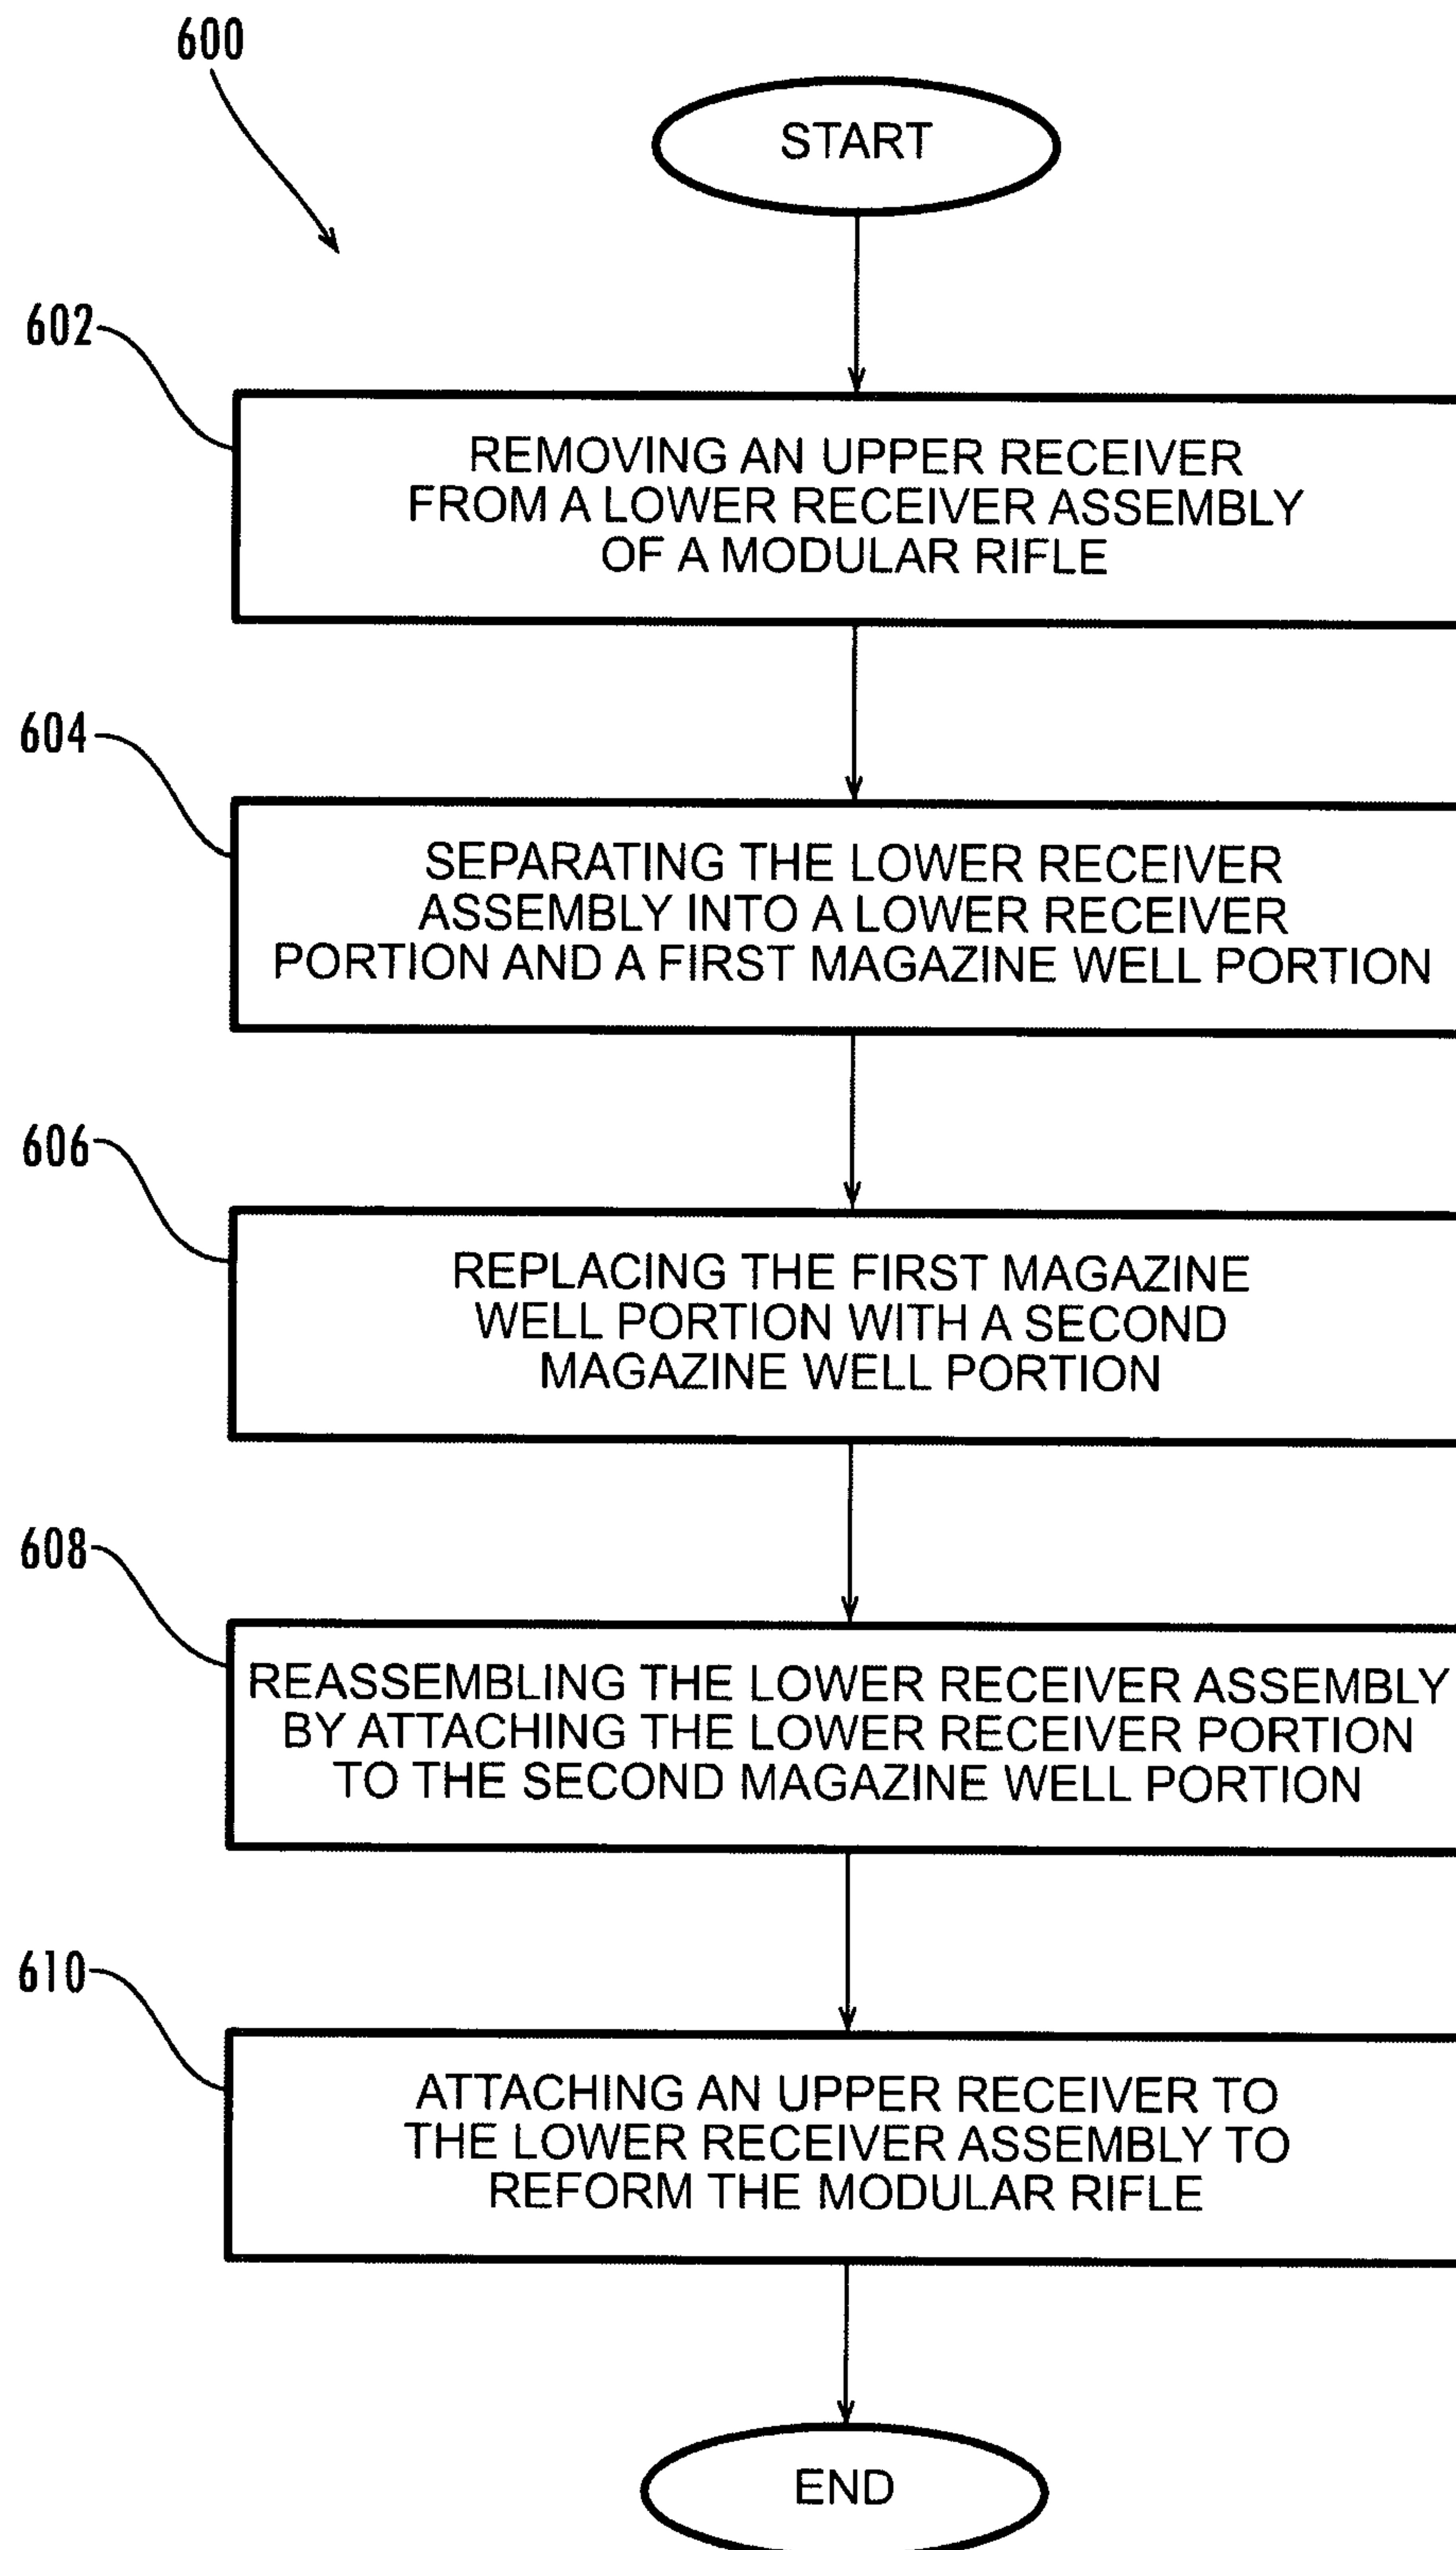 600
START
602
REMOVING AN UPPER RECEIVER
FROM A LOWER RECEIVER ASSEMBLY
OF A MODULAR RIFLE
604
SEPARATING THE LOWER RECEIVER
ASSEMBLY INTO A LOWER RECEIVER
PORTION AND A FIRST MAGAZINE WELL PORTION
606
REPLACING THE FIRST MAGAZINE
WELL PORTION WITH A SECOND
MAGAZINE WELL PORTION
608
REASSEMBLING THE LOWER RECEIVER ASSEMBLY
BY ATTACHING THE LOWER RECEIVER PORTION
TO THE SECOND MAGAZINE WELL PORTION
610
ATTACHING AN UPPER RECEIVER TO
THE LOWER RECEIVER ASSEMBLY TO
REFORM THE MODULAR RIFLE
END